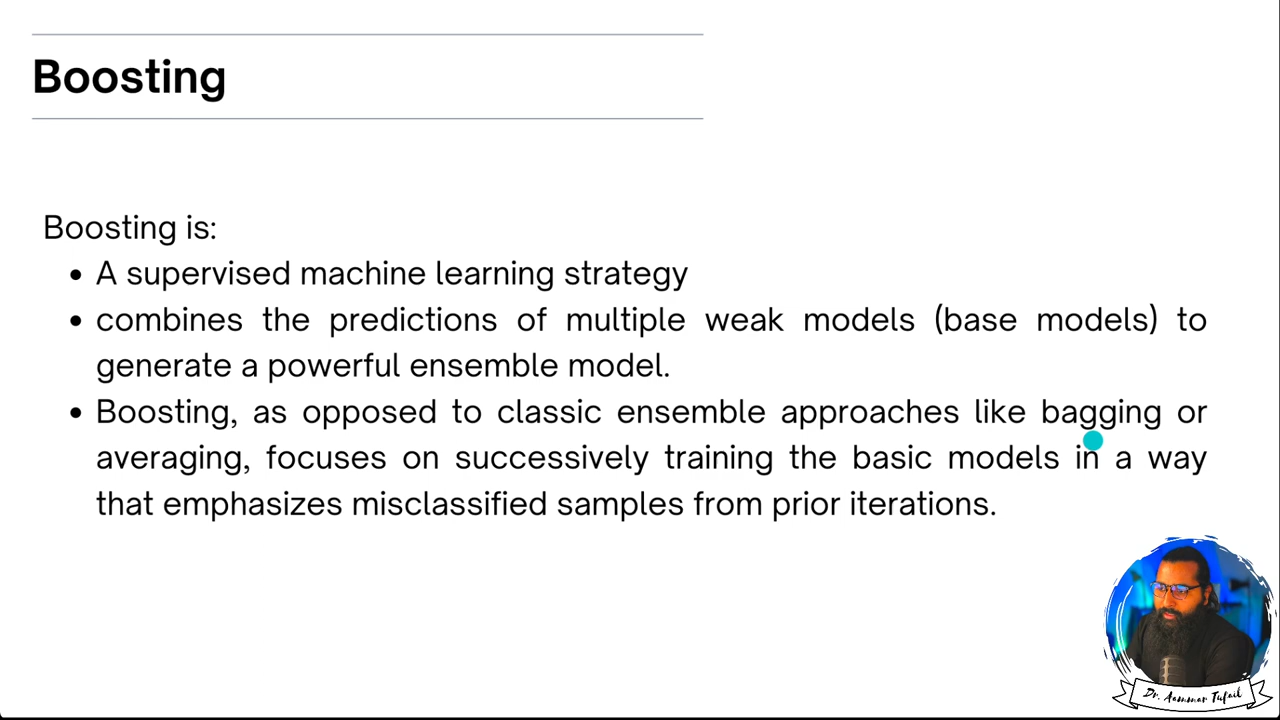 Boosting
Boosting is:
• A supervised machine learning strategy
• combines the predictions of multiple weak models (base models) to
generate a powerful ensemble model.
• Boosting, as opposed to classic ensemble approaches like bagging or
averaging, focuses on successively training the basic models in a way
that emphasizes misclassified samples from prior iterations.
Dr. Aammar Tufail